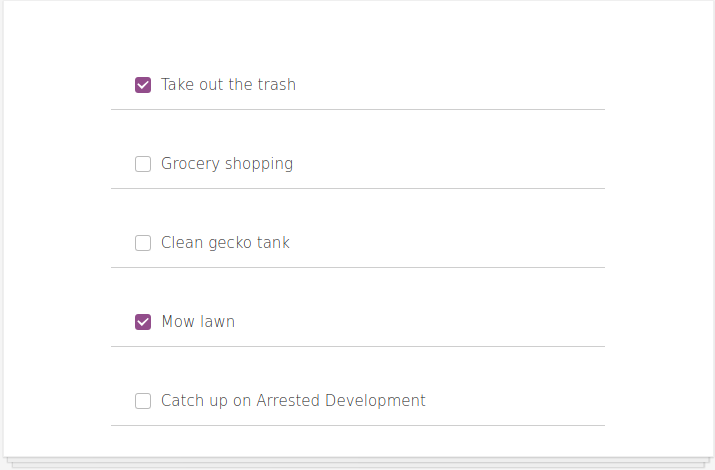 Take out the trash
Grocery shopping
Clean gecko tank
Mow lawn
Catch up on Arrested Development